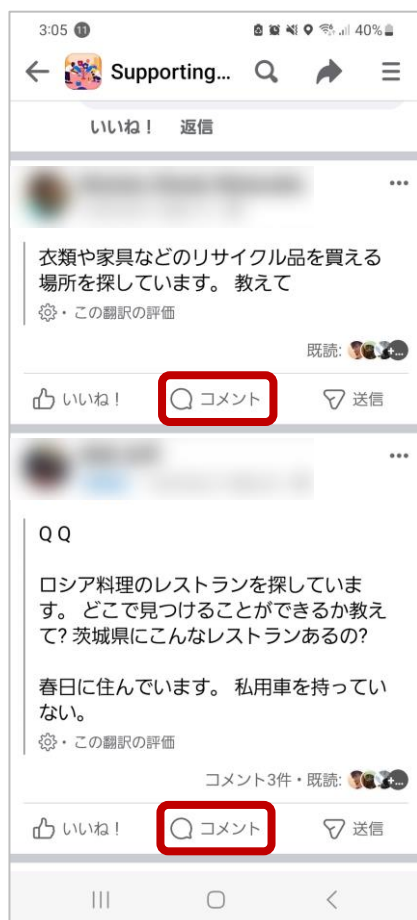 3:05 11 40%
Supporting...
いいね！ 返信
衣類や家具などのリサイクル品を買える
場所を探しています。 教えて
・この翻訳の評価
既読:
いいね！ コメント 送信
Q Q
ロシア料理のレストランを探していま
す。 どこで見つけることができるか教え
て? 茨城県にこんなレストランあるの?
春日に住んでいます。 私用車を持ってい
ない。
・この翻訳の評価
コメント3件・既読:
いいね！ コメント 送信